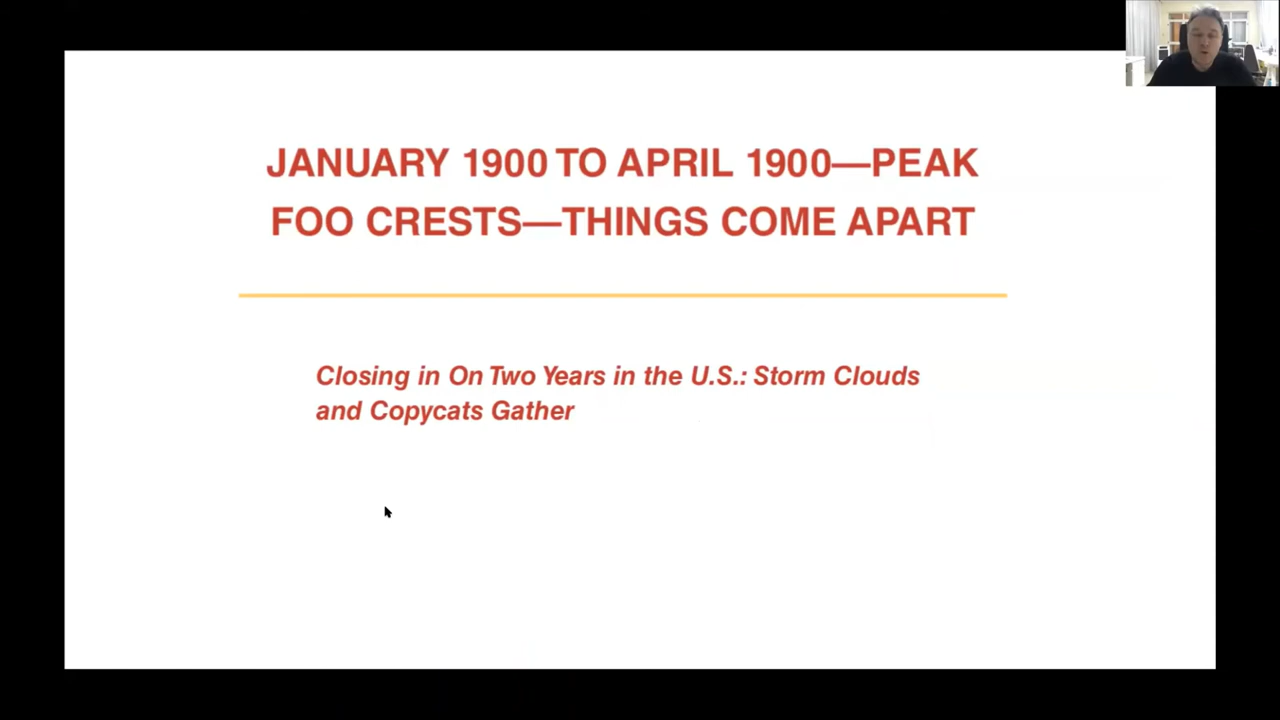 JANUARY 1900 TO APRIL 1900—PEAK
FOO CRESTS—THINGS COME APART
Closing in On Two Years in the U.S.: Storm Clouds
and Copycats Gather